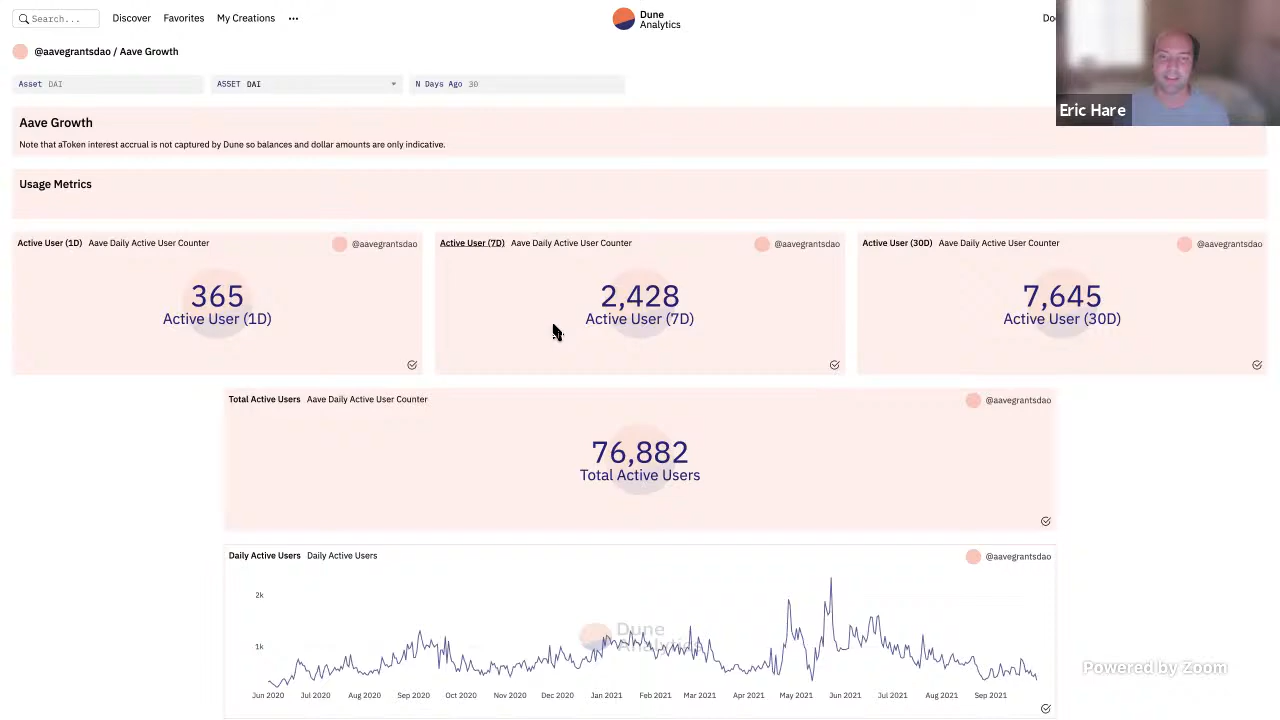 Search...
Discover
Favorites
My Creations
Dune
Analytics
Do
@aavegrantsdao / Aave Growth
Asset DAI
ASSET DAI
N Days Ago 30
Eric Hare
Aave Growth
Note that aToken interest accrual is not captured by Dune so balances and dollar amounts are only indicative.
Usage Metrics
Active User (1D) Aave Daily Active User Counter
@aavegrantsdao
365
Active User (1D)
Active User (7D) Aave Daily Active User Counter
@aavegrantsdao
2,428
Active User (7D)
Active User (30D) Aave Daily Active User Counter
@aavegrantsdao
7,645
Active User (30D)
Total Active Users Aave Daily Active User Counter
@aavegrantsdao
76,882
Total Active Users
Daily Active Users Daily Active Users
@aavegrantsdao
2k
Dune
Analytics
1k
Jun 2020 Jul 2020 Aug 2020 Sep 2020 Oct 2020 Nov 2020 Dec 2020 Jan 2021 Feb 2021 Mar 2021 Apr 2021 May 2021 Jun 2021 Jul 2021 Aug 2021 Sep 2021
Powered by Zoom